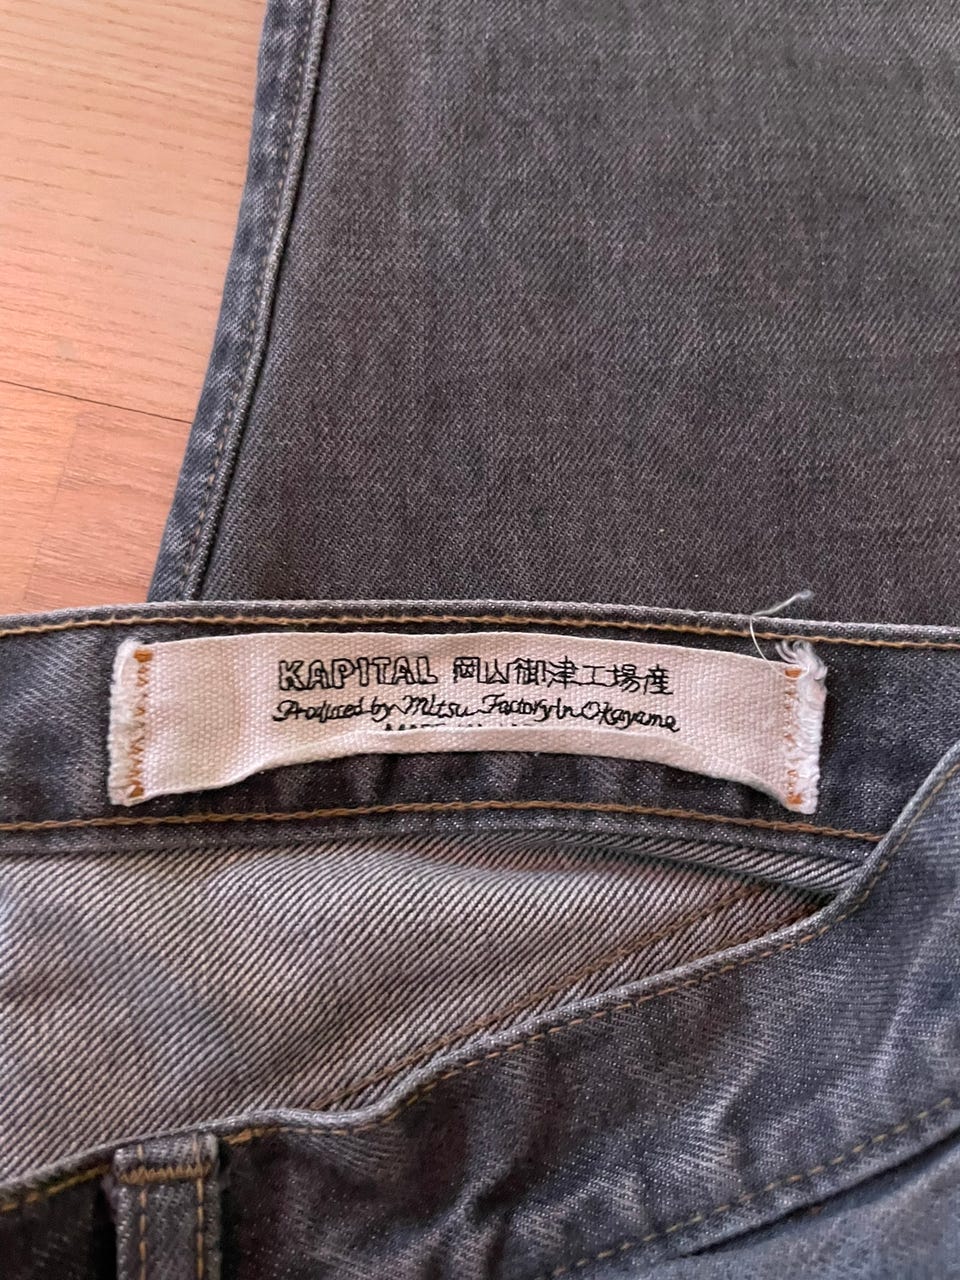 KAPITAL 岡山御津工場産
Produced by Mitsu Factory in Okayama